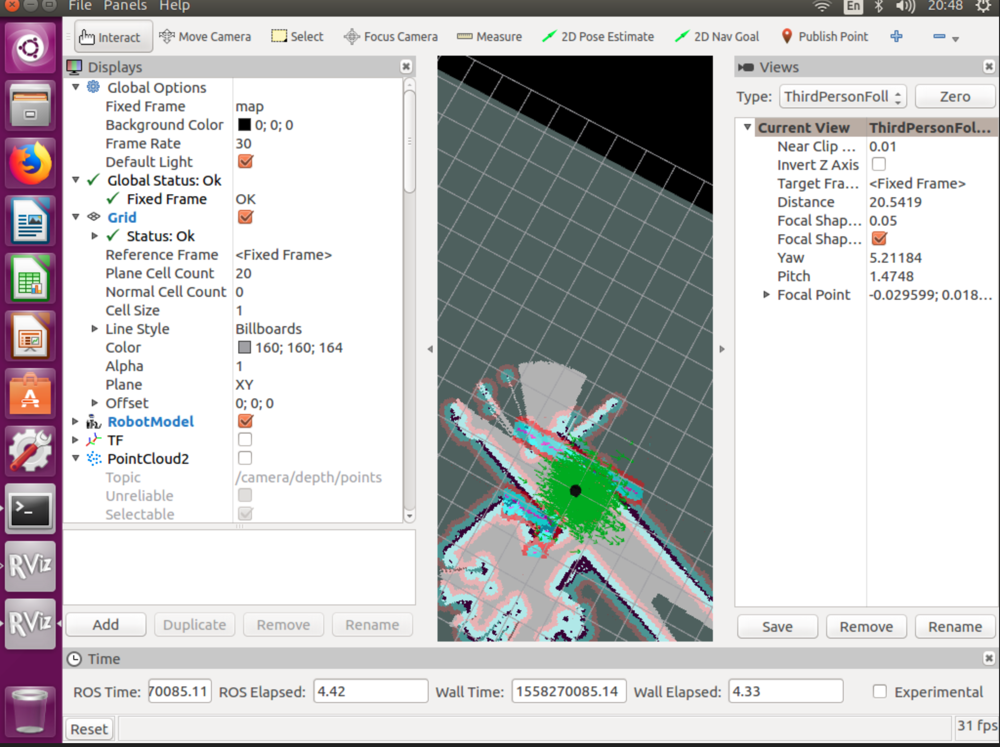 File Panels Help
En 20:48
Interact Move Camera Select Focus Camera Measure 2D Pose Estimate 2D Nav Goal Publish Point
Displays
Global Options
Fixed Frame map
Background Color 0; 0; 0
Frame Rate 30
Default Light
Global Status: Ok
Fixed Frame OK
Grid
Status: Ok
Reference Frame <Fixed Frame>
Plane Cell Count 20
Normal Cell Count 0
Cell Size 1
Line Style Billboards
Color 160; 160; 164
Alpha 1
Plane XY
Offset 0; 0; 0
RobotModel
TF
PointCloud2
Topic /camera/depth/points
Unreliable
Selectable
Add Duplicate Remove Rename
Views
Type: ThirdPersonFoll Zero
Current View ThirdPersonFol...
Near Clip ... 0.01
Invert Z Axis
Target Fra... <Fixed Frame>
Distance 20.5419
Focal Shap... 0.05
Focal Shap...
Yaw 5.21184
Pitch 1.4748
Focal Point -0.029599; 0.018...
Save Remove Rename
RViz
RViz
Time
ROS Time: 70085.11 ROS Elapsed: 4.42 Wall Time: 1558270085.14 Wall Elapsed: 4.33 Experimental
Reset 31 fps